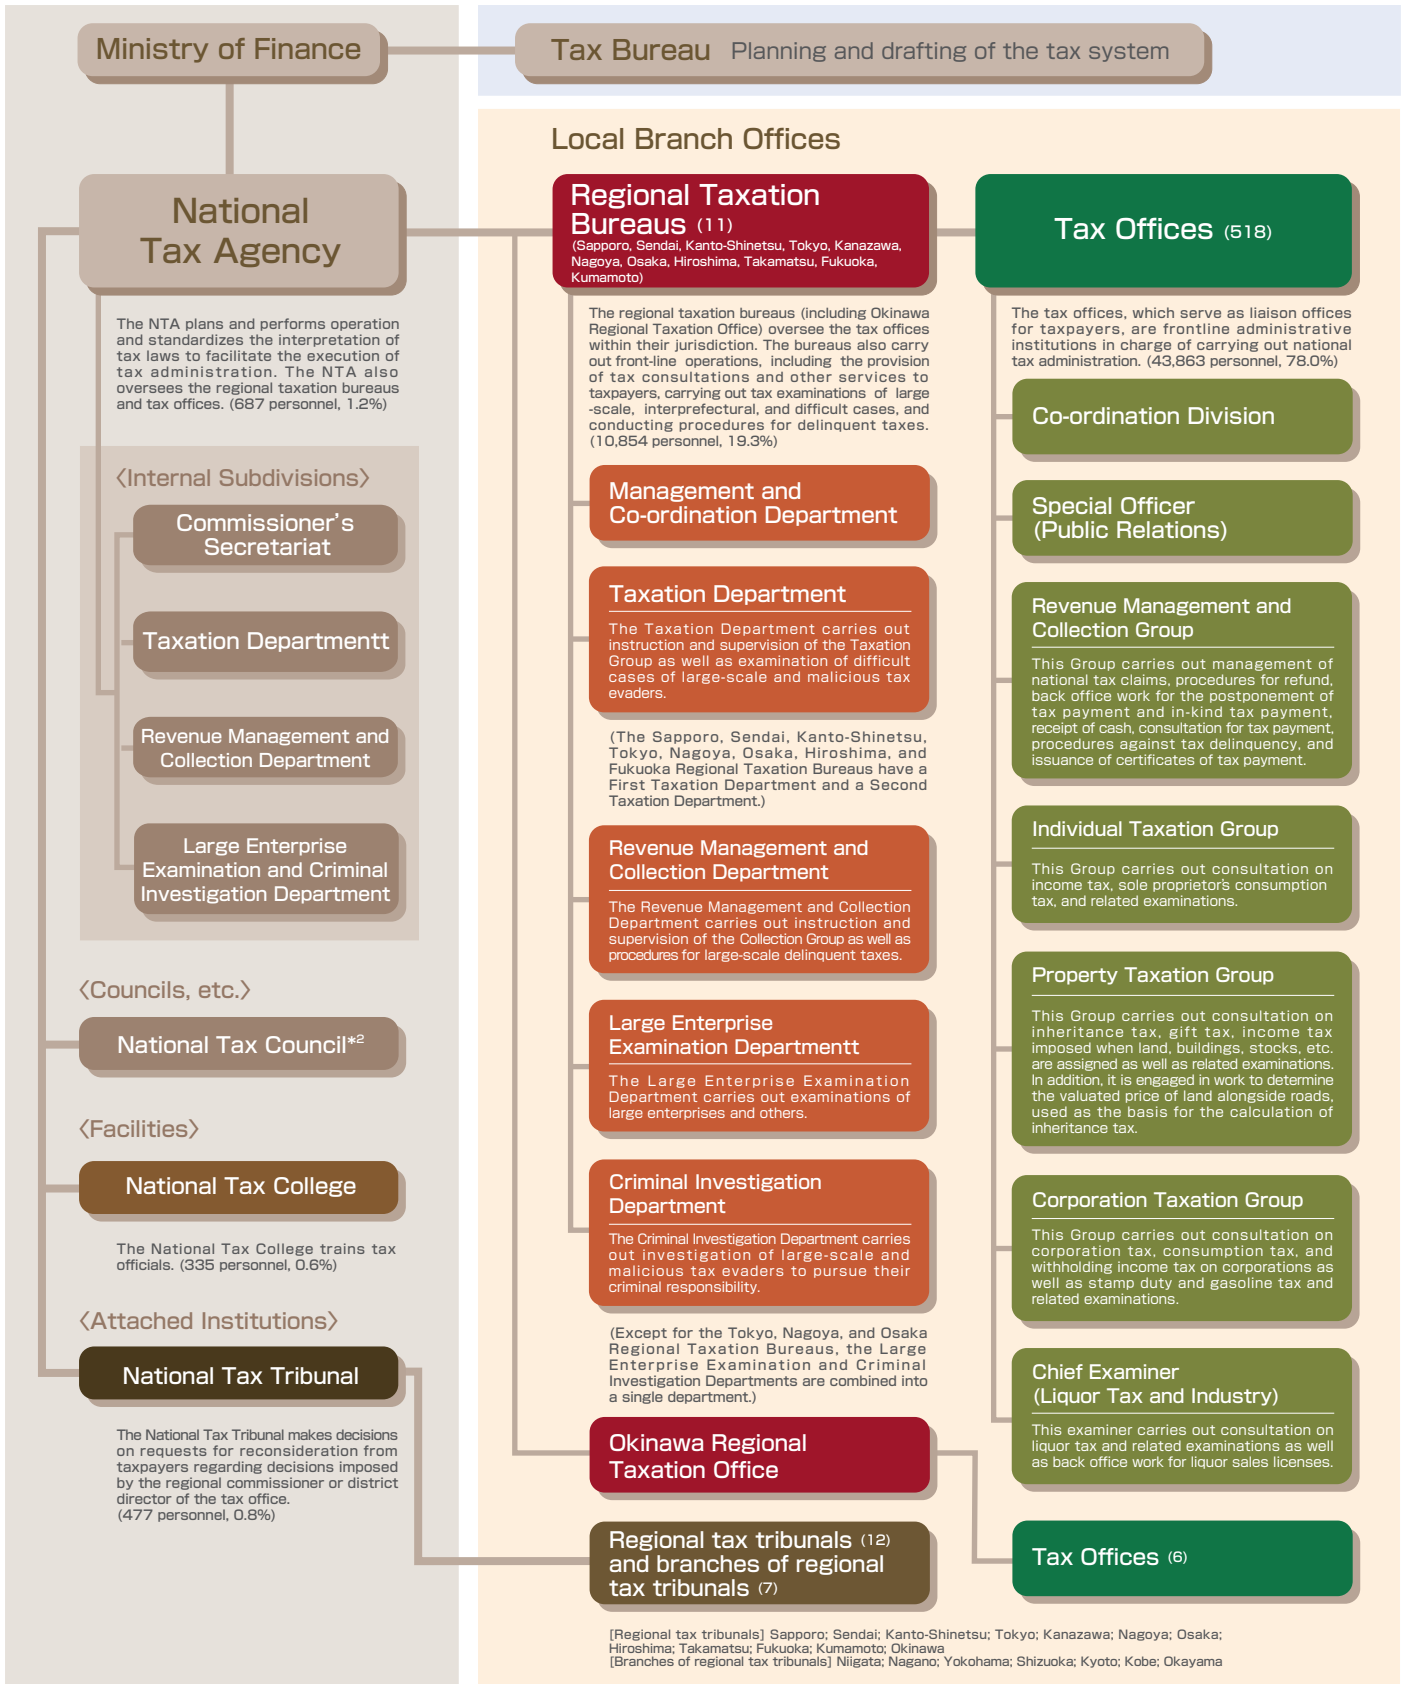 Ministry of Finance
Tax Bureau Planning and drafting of the tax system
National
Tax Agency
The NTA plans and performs operation
and standardizes the interpretation of
tax laws to facilitate the execution of
tax administration. The NTA also
oversees the regional taxation bureaus
and tax offices. (687 personnel, 1.2%)
〈Internal Subdivisions〉
Commissioner's
Secretariat
Taxation Departmentt
Revenue Management and
Collection Department
Large Enterprise
Examination and Criminal
Investigation Department
〈Councils, etc.〉
National Tax Council*2
〈Facilities〉
National Tax College
The National Tax College trains tax
officials. (335 personnel, 0.6%)
〈Attached Institutions〉
National Tax Tribunal
The National Tax Tribunal makes decisions
on requests for reconsideration from
taxpayers regarding decisions imposed
by the regional commissioner or district
director of the tax office.
(477 personnel, 0.8%)
Local Branch Offices
Regional Taxation
Bureaus (11)
(Sapporo, Sendai, Kanto-Shinetsu, Tokyo, Kanazawa,
Nagoya, Osaka, Hiroshima, Takamatsu, Fukuoka,
Kumamoto)
The regional taxation bureaus (including Okinawa
Regional Taxation Office) oversee the tax offices
within their jurisdiction. The bureaus also carry
out front-line operations, including the provision
of tax consultations and other services to
taxpayers, carrying out tax examinations of large
-scale, interprefectural, and difficult cases, and
conducting procedures for delinquent taxes.
(10,854 personnel, 19.3%)
Management and
Co-ordination Department
Taxation Department
The Taxation Department carries out
instruction and supervision of the Taxation
Group as well as examination of difficult
cases of large-scale and malicious tax
evaders.
(The Sapporo, Sendai, Kanto-Shinetsu,
Tokyo, Nagoya, Osaka, Hiroshima, and
Fukuoka Regional Taxation Bureaus have a
First Taxation Department and a Second
Taxation Department.)
Revenue Management and
Collection Department
The Revenue Management and Collection
Department carries out instruction and
supervision of the Collection Group as well as
procedures for large-scale delinquent taxes.
Large Enterprise
Examination Departmentt
The Large Enterprise Examination
Department carries out examinations of
large enterprises and others.
Criminal Investigation
Department
The Criminal Investigation Department carries
out investigation of large-scale and
malicious tax evaders to pursue their
criminal responsibility.
(Except for the Tokyo, Nagoya, and Osaka
Regional Taxation Bureaus, the Large
Enterprise Examination and Criminal
Investigation Departments are combined into
a single department.)
Okinawa Regional
Taxation Office
Regional tax tribunals (12)
and branches of regional
tax tribunals (7)
Tax Offices (518)
The tax offices, which serve as liaison offices
for taxpayers, are frontline administrative
institutions in charge of carrying out national
tax administration. (43,863 personnel, 78.0%)
Co-ordination Division
Special Officer
(Public Relations)
Revenue Management and
Collection Group
This Group carries out management of
national tax claims, procedures for refund,
back office work for the postponement of
tax payment and in-kind tax payment,
receipt of cash, consultation for tax payment,
procedures against tax delinquency, and
issuance of certificates of tax payment.
Individual Taxation Group
This Group carries out consultation on
income tax, sole proprietor's consumption
tax, and related examinations.
Property Taxation Group
This Group carries out consultation on
inheritance tax, gift tax, income tax
imposed when land, buildings, stocks, etc.
are assigned as well as related examinations.
In addition, it is engaged in work to determine
the valuated price of land alongside roads,
used as the basis for the calculation of
inheritance tax.
Corporation Taxation Group
This Group carries out consultation on
corporation tax, consumption tax, and
withholding income tax on corporations as
well as stamp duty and gasoline tax and
related examinations.
Chief Examiner
(Liquor Tax and Industry)
This examiner carries out consultation on
liquor tax and related examinations as well
as back office work for liquor sales licenses.
Tax Offices (6)
[Regional tax tribunals] Sapporo; Sendai; Kanto-Shinetsu; Tokyo; Kanazawa; Nagoya; Osaka;
Hiroshima; Takamatsu; Fukuoka; Kumamoto; Okinawa
[Branches of regional tax tribunals] Niigata; Nagano; Yokohama; Shizuoka; Kyoto; Kobe; Okayama